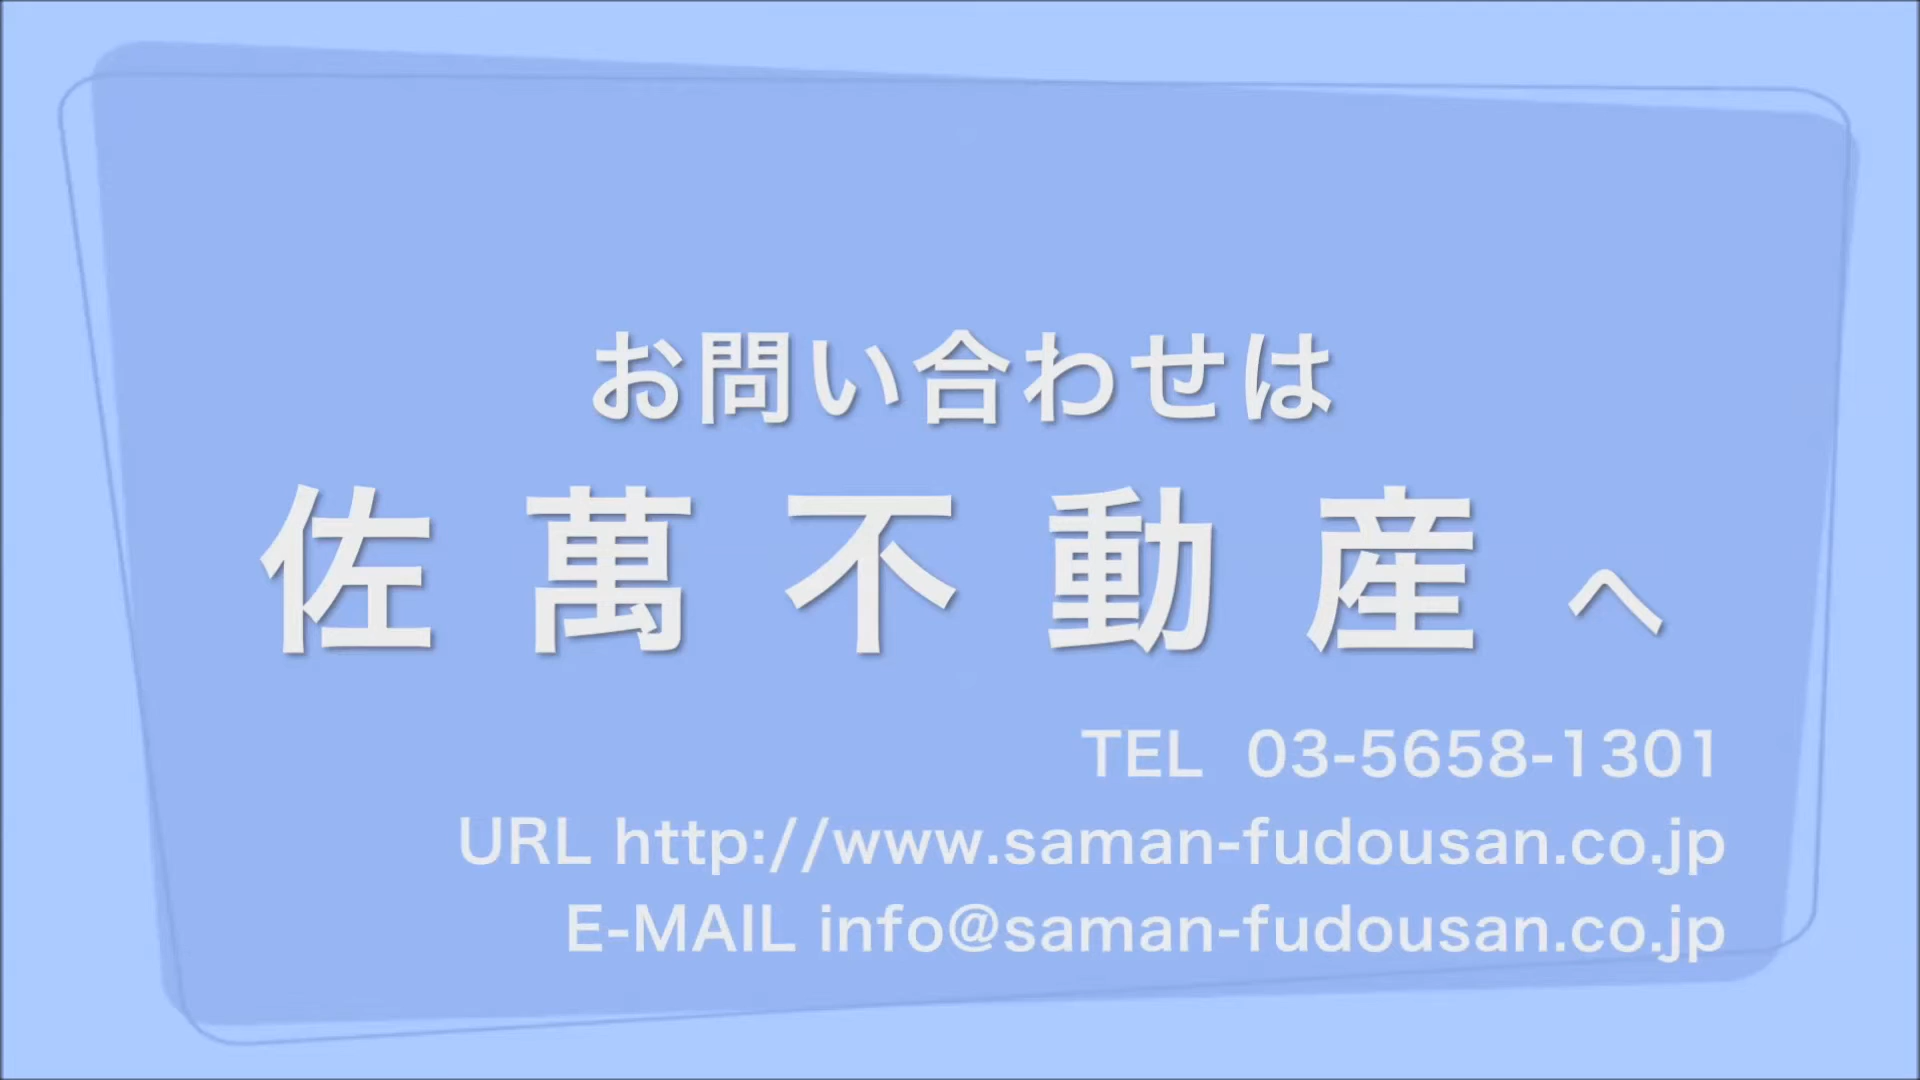 お問い合わせは
佐萬不動産へ
TEL 03-5658-1301
URL http://www.saman-fudousan.co.jp
E-MAIL info@saman-fudousan.co.jp